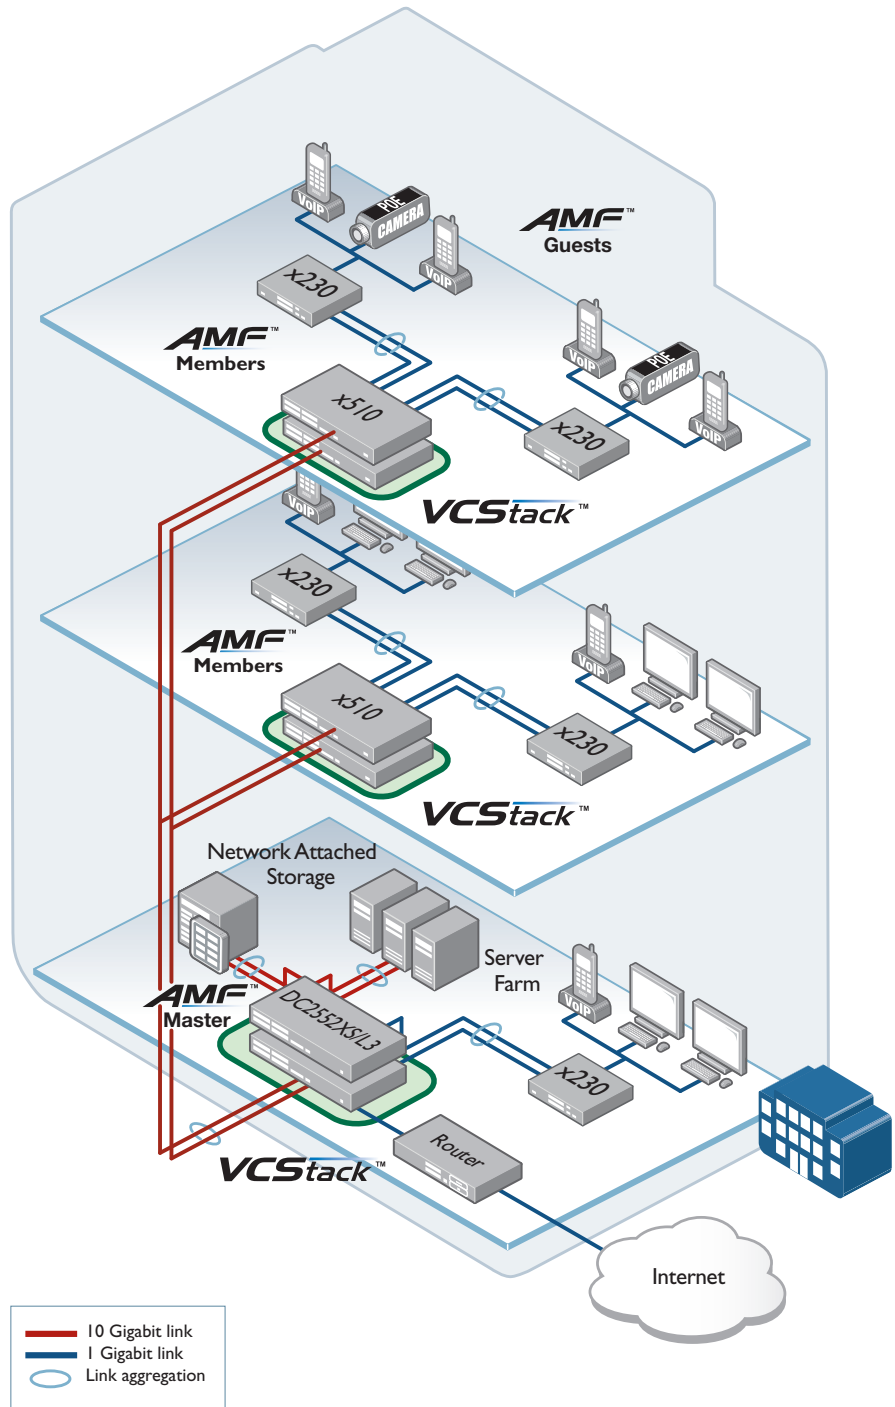 VoIP
POE
CAMERA
VoIP
AMF™
Guests
x230
AMF™
Members
VoIP
POE
CAMERA
VoIP
x510
x230
VCStack™
VoIP
x230
AMF™
Members
x510
x230
VoIP
VCStack™
Network Attached
Storage
Server
Farm
AMF™
Master
DC2552XS/L3
VoIP
x230
Router
VCStack™
Internet
10 Gigabit link
1 Gigabit link
Link aggregation